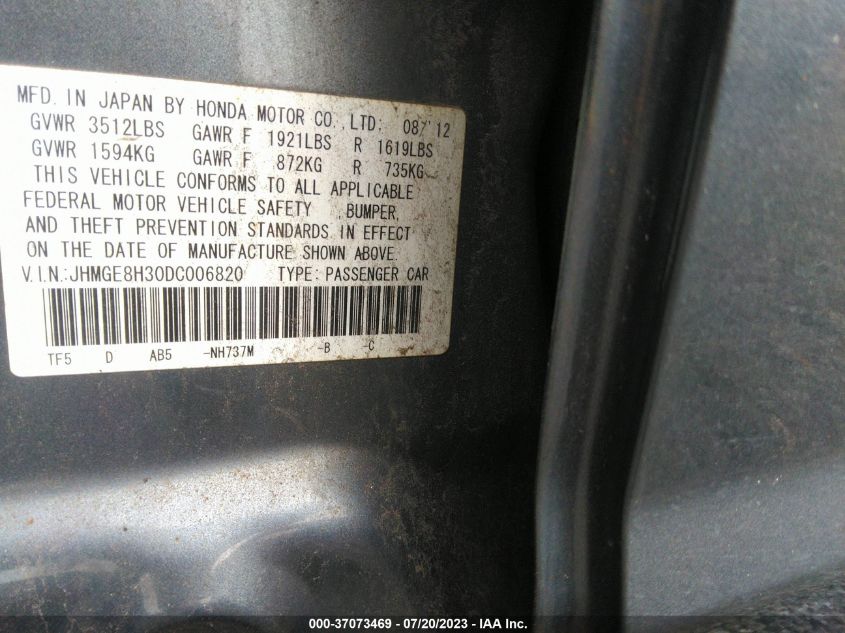 MFD. IN JAPAN BY HONDA MOTOR CO.,LTD: 08/'12
GVWR 3512LBS GAWR F 1921LBS R 1619LBS
GVWR 1594KG GAWR F 872KG R 735KG
THIS VEHICLE CONFORMS TO ALL APPLICABLE
FEDERAL MOTOR VEHICLE SAFETY ,BUMPER,
AND THEFT PREVENTION STANDARDS IN EFFECT
ON THE DATE OF MANUFACTURE SHOWN ABOVE.
V.I.N.:JHMGE8H30DC006820 TYPE: PASSENGER CAR
TF5 D AB5 -NH737M -B -C
000-37073469 | 07/20/2023 - IAA Inc.